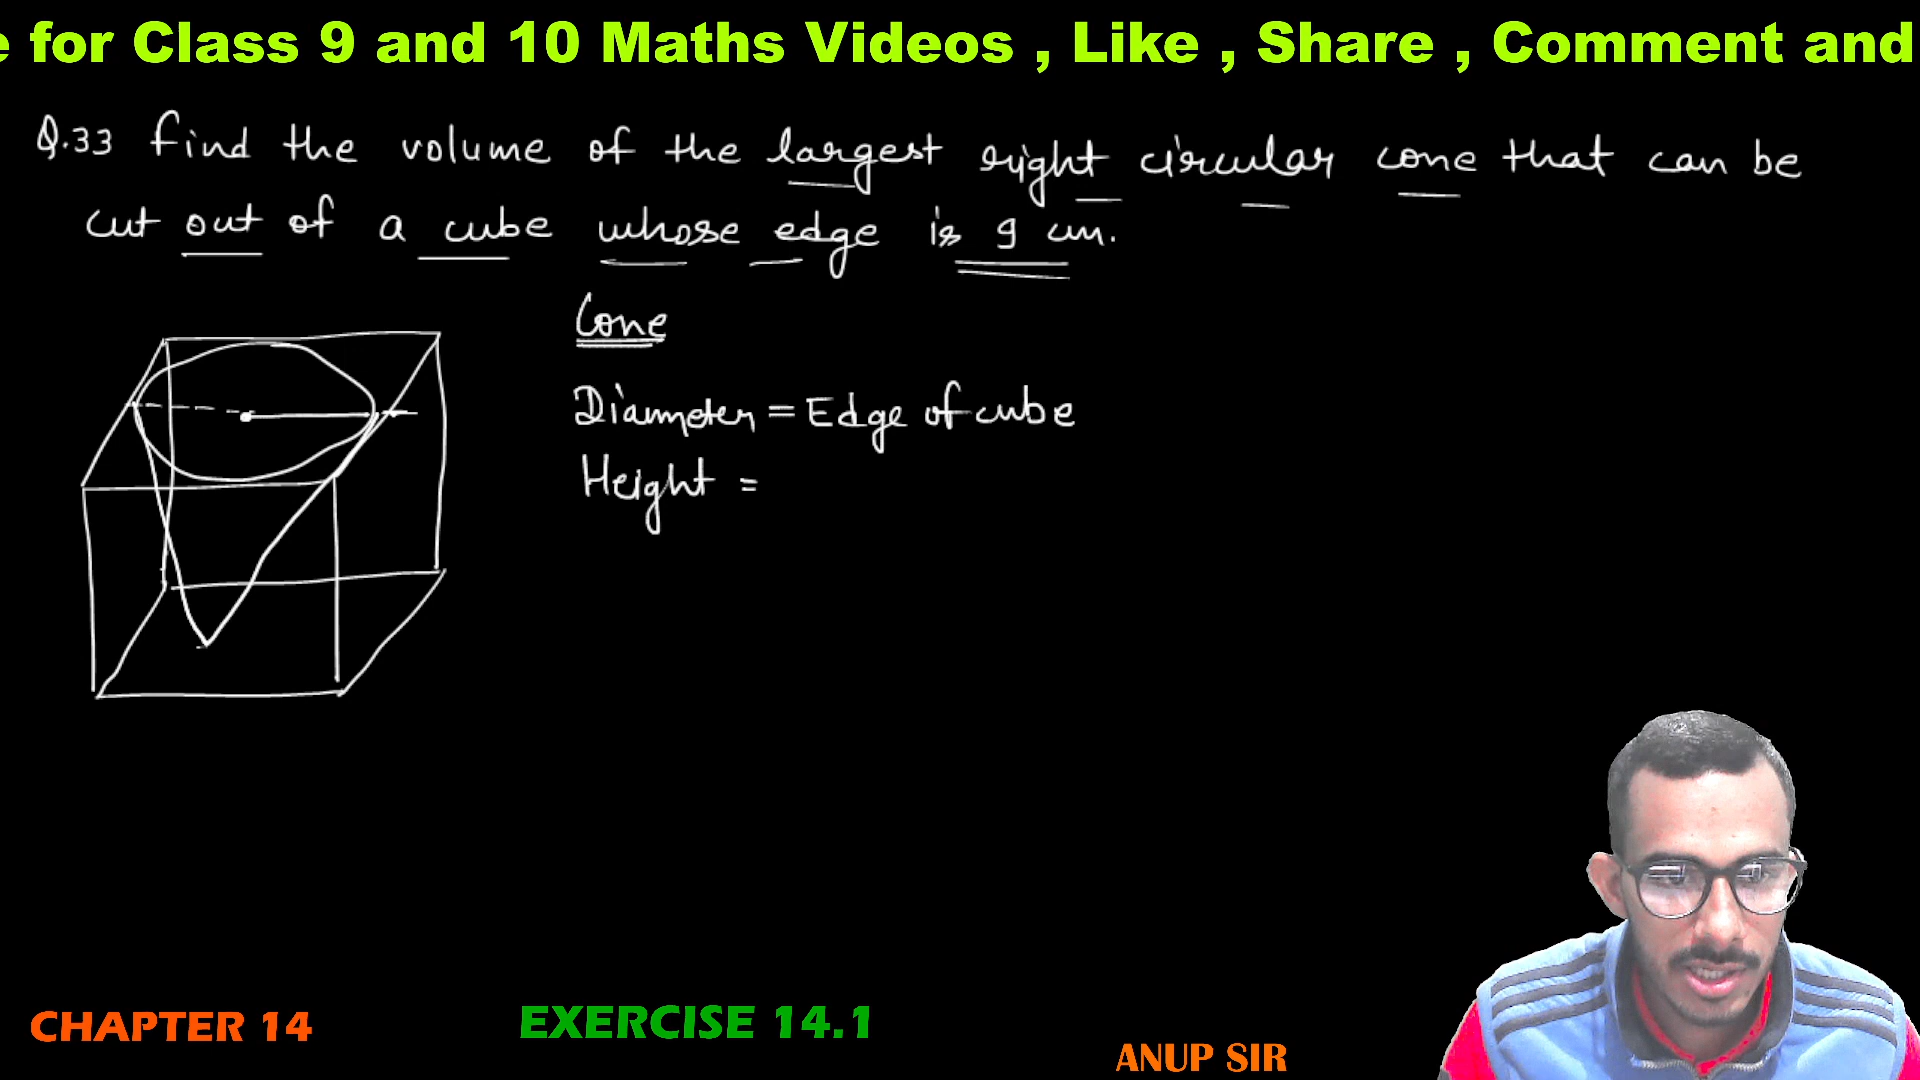 e for Class 9 and 10 Maths Videos , Like , Share , Comment and
Q.33 Find the volume of the largest right circular cone that can be
cut out of a cube whose edge is 9 cm.
Cone
Diameter = Edge of cube
Height =
CHAPTER 14
EXERCISE 14.1
ANUP SIR